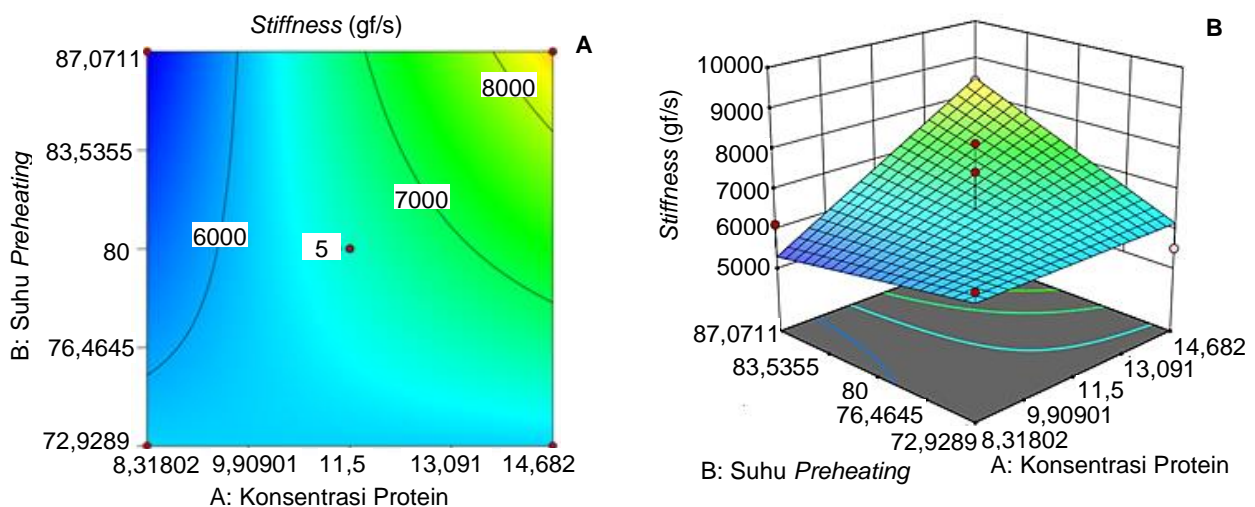 Stiffness (gf/s)
A
87,0711
83,5355
80
76,4645
72,9289
B: Suhu Preheating
8000
7000
6000
5
8,31802 9,90901 11,5 13,091 14,682
A: Konsentrasi Protein
B
10000
9000
8000
7000
6000
5000
Stiffness (gf/s)
87,0711
83,5355
80
76,4645
72,9289
14,682
13,091
11,5
9,90901
8,31802
B: Suhu Preheating
A: Konsentrasi Protein